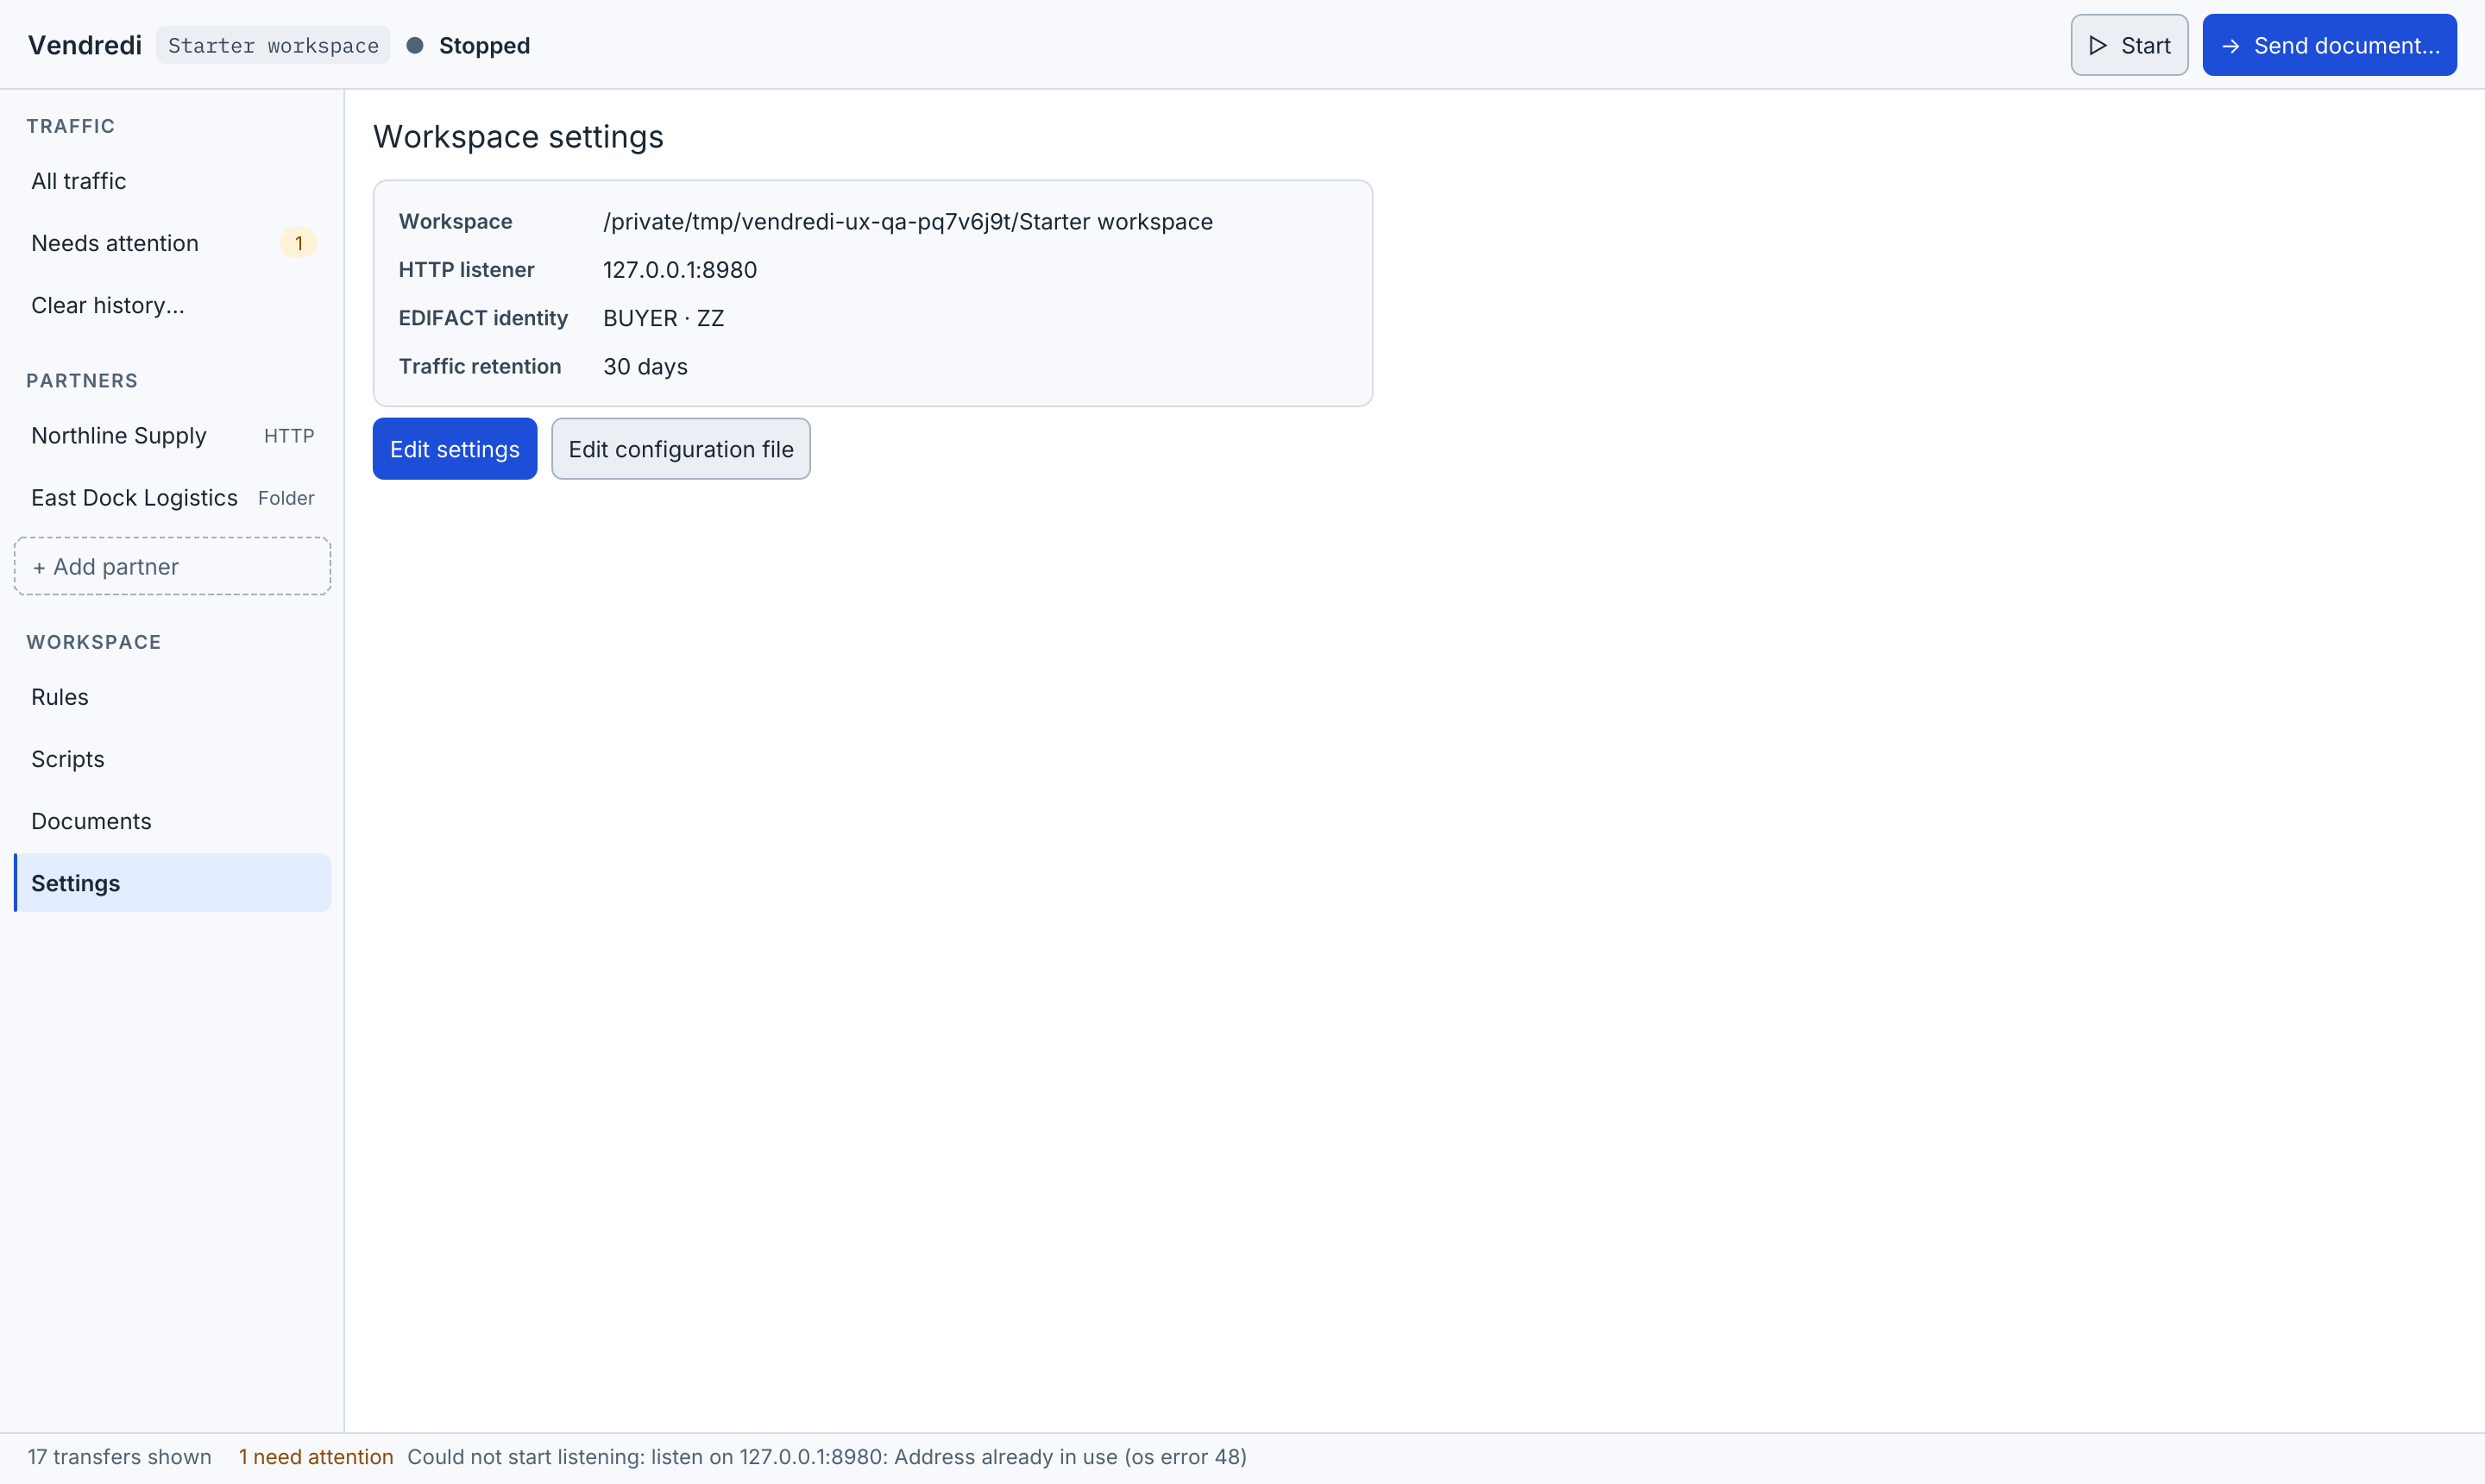 Vendredi Starter workspace Stopped Start → Send document...
TRAFFIC
All traffic
Needs attention 1
Clear history...
PARTNERS
Northline Supply HTTP
East Dock Logistics Folder
+ Add partner
WORKSPACE
Rules
Scripts
Documents
Settings
Workspace settings
Workspace /private/tmp/vendredi-ux-qa-pq7v6j9t/Starter workspace
HTTP listener 127.0.0.1:8980
EDIFACT identity BUYER · ZZ
Traffic retention 30 days
Edit settings Edit configuration file
17 transfers shown 1 need attention Could not start listening: listen on 127.0.0.1:8980: Address already in use (os error 48)